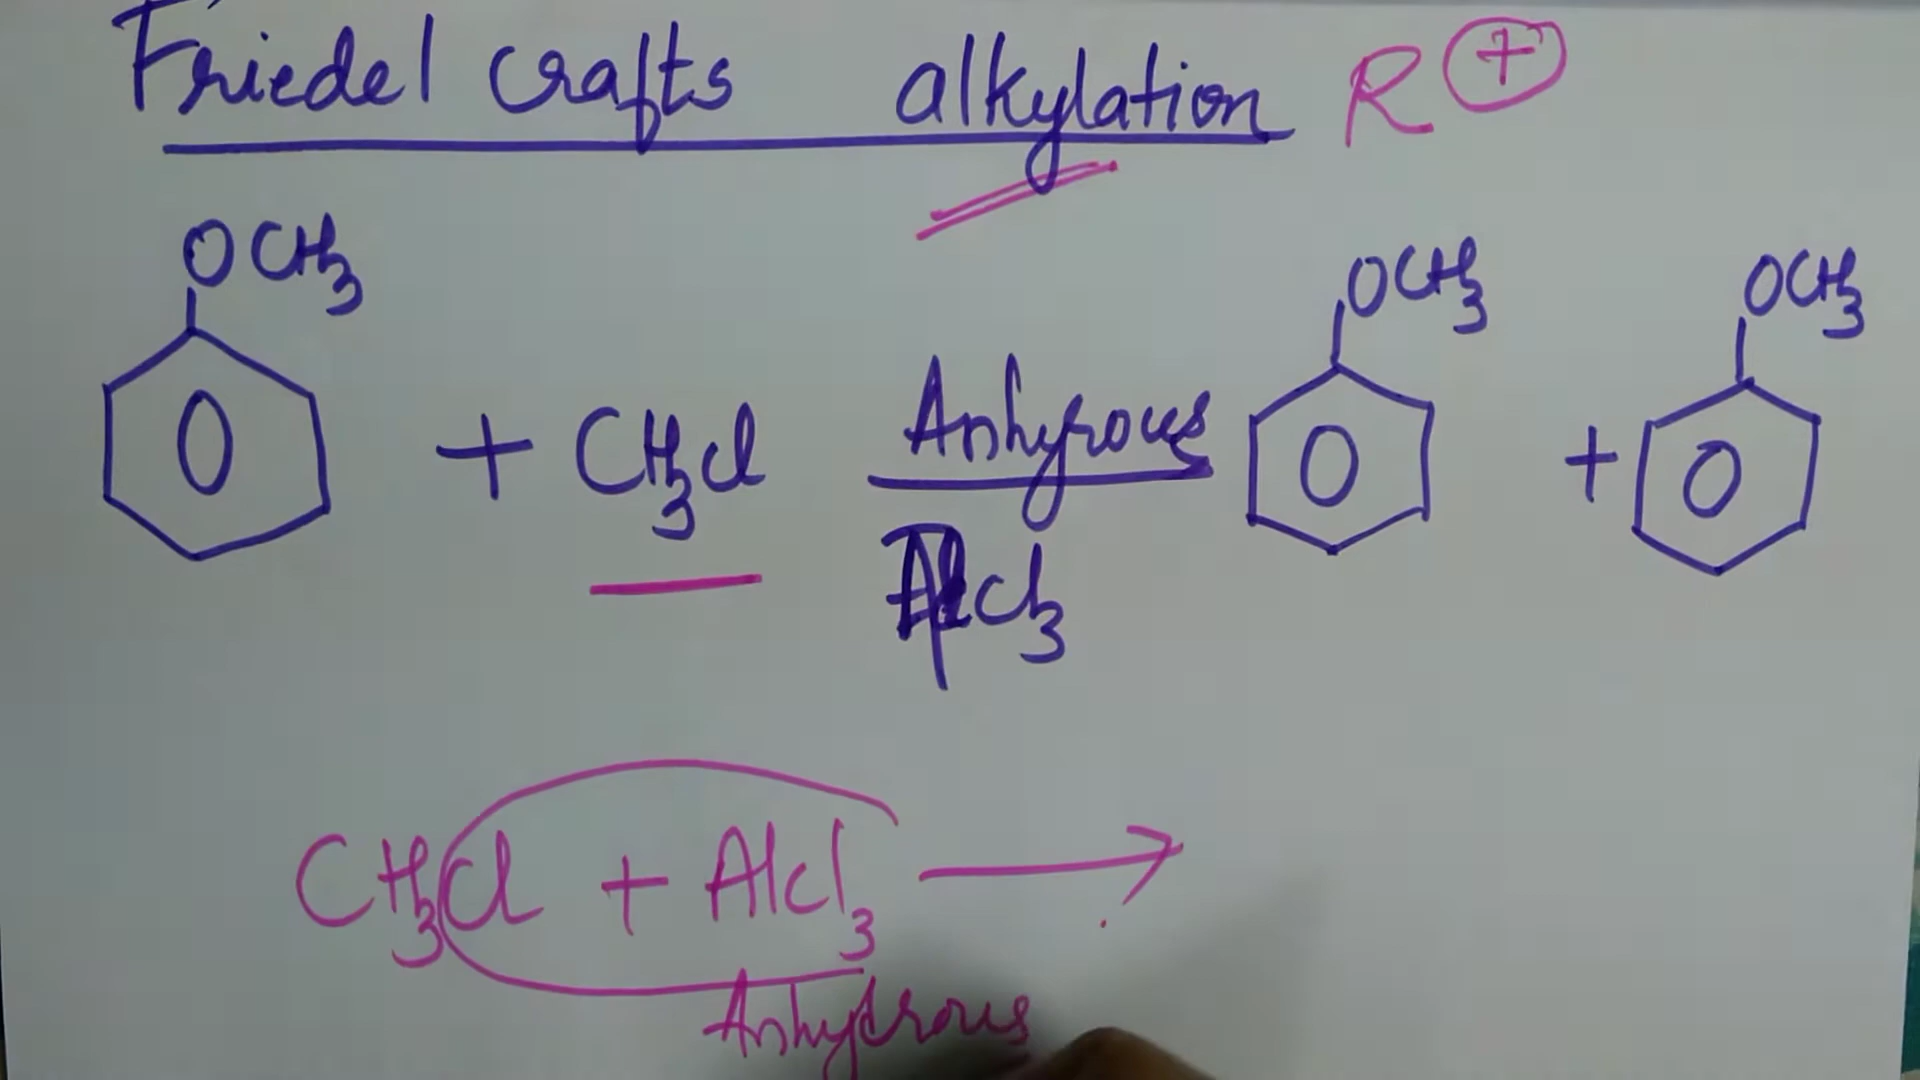 Friedel Crafts alkylation R⊕
OCH3 OCH3 OCH3
+ CH3Cl Anhyrous +
AlCl3
CH3Cl + AlCl3 →
Anhydrous